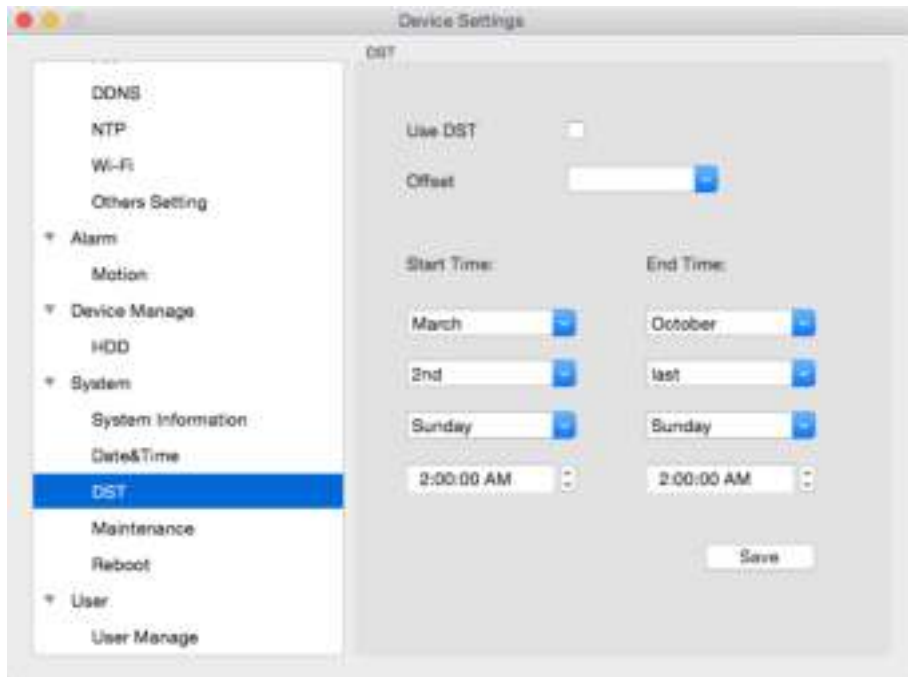 Device Settings
DST
DDNS
NTP
Wi-Fi
Others Setting
Alarm
Motion
Device Manage
HDD
System
System Information
Date&Time
DST
Maintenance
Reboot
User
User Manage
Use DST
Offset
Start Time: End Time:
March October
2nd last
Sunday Sunday
2:00:00 AM 2:00:00 AM
Save